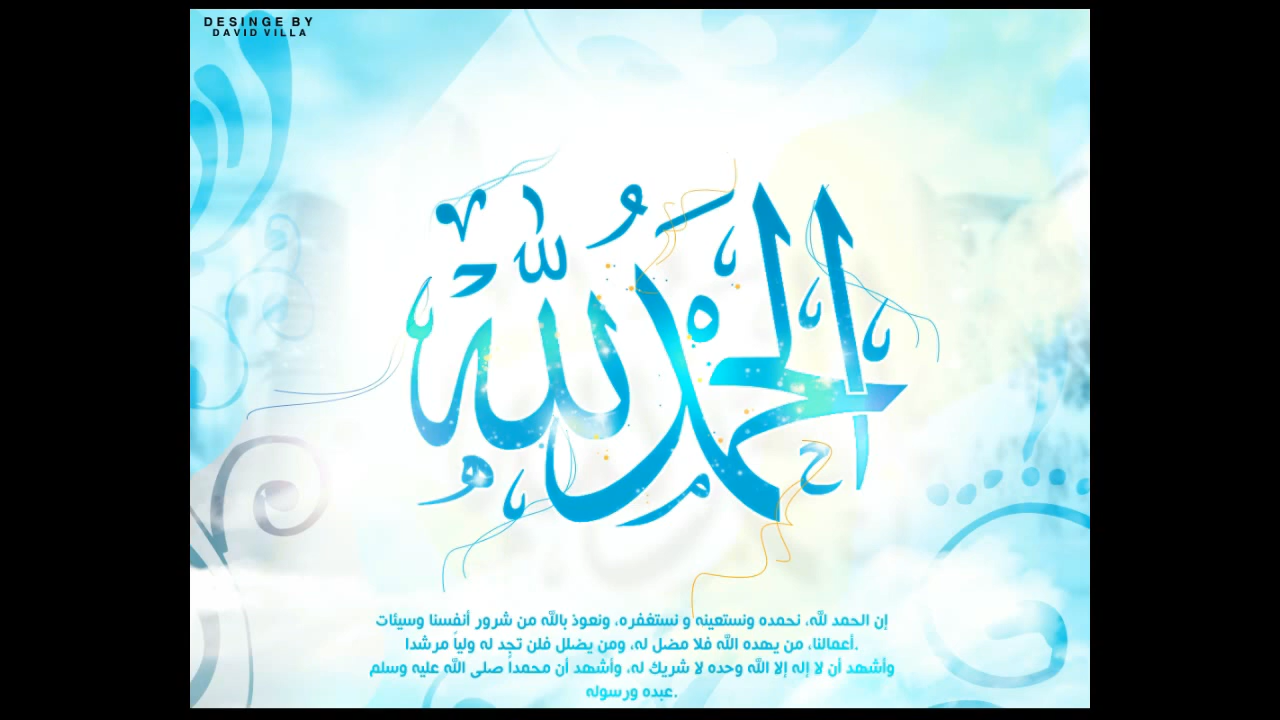 DESINGE BY
DAVID VILLA
الحمد لله
إن الحمد لله، نحمده ونستعينه و نستغفره، ونعوذ بالله من شرور أنفسنا وسيئات
أعمالنا، من يهده الله فلا مضل له، ومن يضلل فلن تجد له ولياً مرشدا.
وأشهد أن لا إله إلا الله وحده لا شريك له، وأشهد أن محمداً صلى الله عليه وسلم
عبده ورسوله.